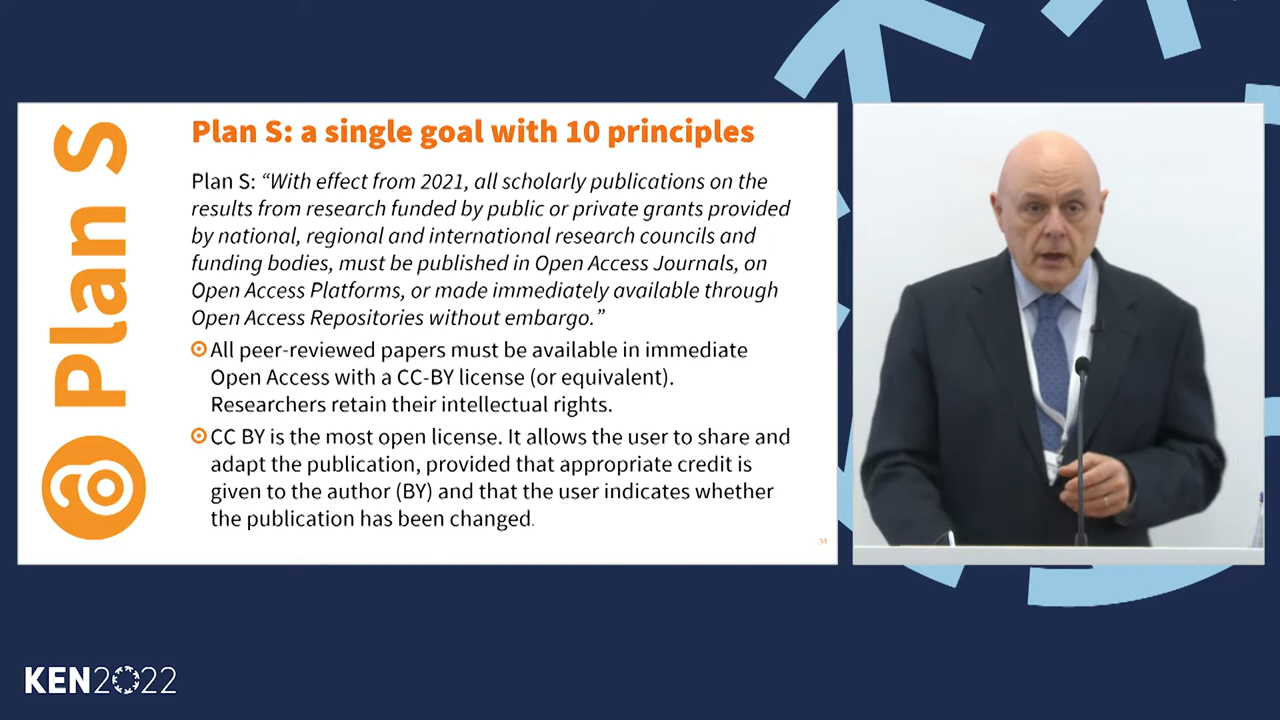 Plan S
Plan S: a single goal with 10 principles
Plan S: “With effect from 2021, all scholarly publications on the
results from research funded by public or private grants provided
by national, regional and international research councils and
funding bodies, must be published in Open Access Journals, on
Open Access Platforms, or made immediately available through
Open Access Repositories without embargo.”
All peer-reviewed papers must be available in immediate
Open Access with a CC-BY license (or equivalent).
Researchers retain their intellectual rights.
CC BY is the most open license. It allows the user to share and
adapt the publication, provided that appropriate credit is
given to the author (BY) and that the user indicates whether
the publication has been changed.
KEN2022